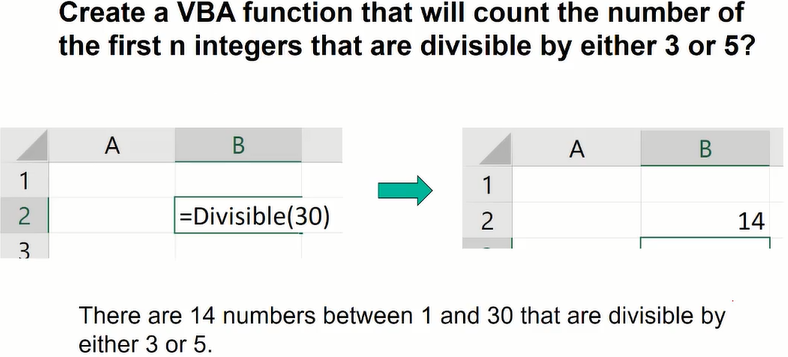 Create a VBA function that will count the number of
the first n integers that are divisible by either 3 or 5?
A B
1
2 =Divisible(30)
3
A B
1
2 14
There are 14 numbers between 1 and 30 that are divisible by
either 3 or 5.